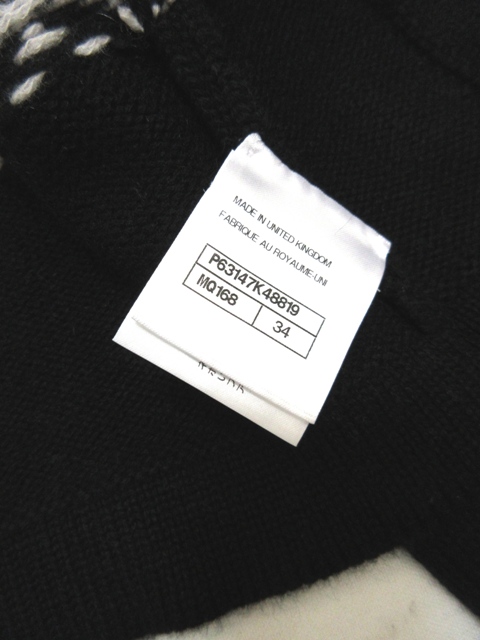 MADE IN UNITED KINGDOM
FABRIQUE AU ROYAUME-UNI
P63147K48819
MQ168 34